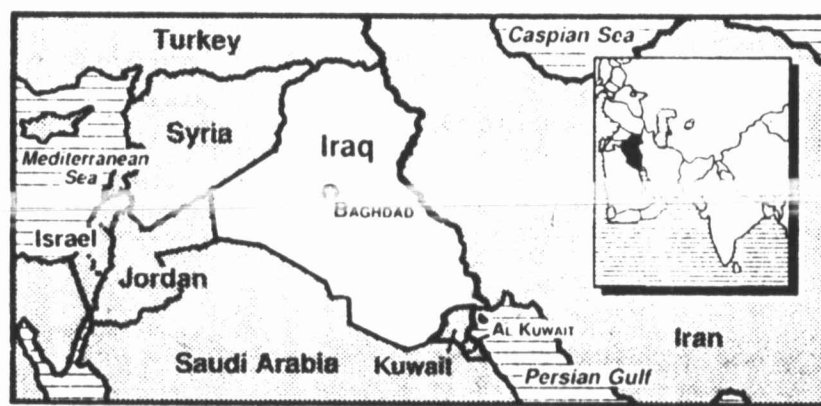 Turkey
Caspian Sea
Syria
Iraq
Mediterranean
Sea
BAGHDAD
Israel
Jordan
AL KUWAIT
Iran
Saudi Arabia
Kuwait
Persian Gulf